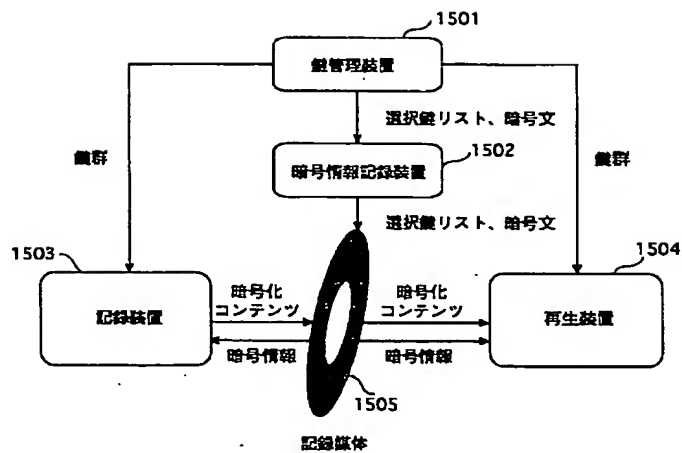 1501
鍵管理装置
選択鍵リスト、暗号文
鍵群
1502
鍵群
暗号情報記録装置
選択鍵リスト、暗号文
1503
1504
記録装置
暗号化
コンテンツ
暗号化
コンテンツ
再生装置
暗号情報
暗号情報
1505
記録媒体